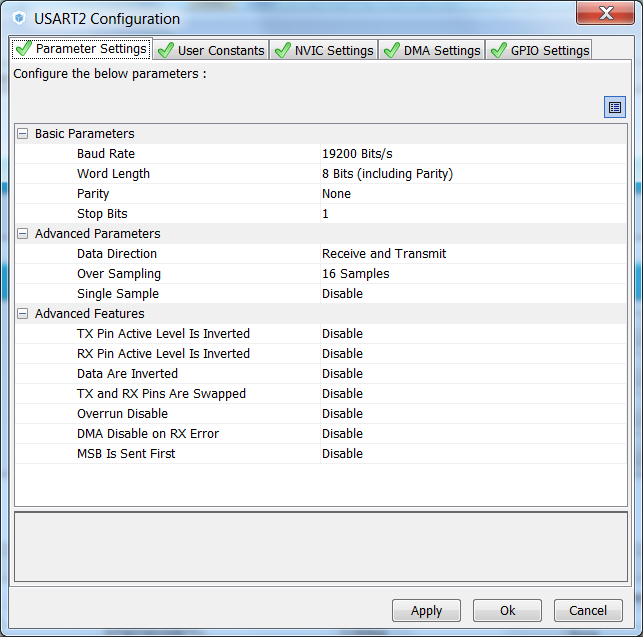 USART2 Configuration
Parameter Settings User Constants NVIC Settings DMA Settings GPIO Settings
Configure the below parameters :
Basic Parameters
Baud Rate 19200 Bits/s
Word Length 8 Bits (including Parity)
Parity None
Stop Bits 1
Advanced Parameters
Data Direction Receive and Transmit
Over Sampling 16 Samples
Single Sample Disable
Advanced Features
TX Pin Active Level Is Inverted Disable
RX Pin Active Level Is Inverted Disable
Data Are Inverted Disable
TX and RX Pins Are Swapped Disable
Overrun Disable Disable
DMA Disable on RX Error Disable
MSB Is Sent First Disable
Apply Ok Cancel